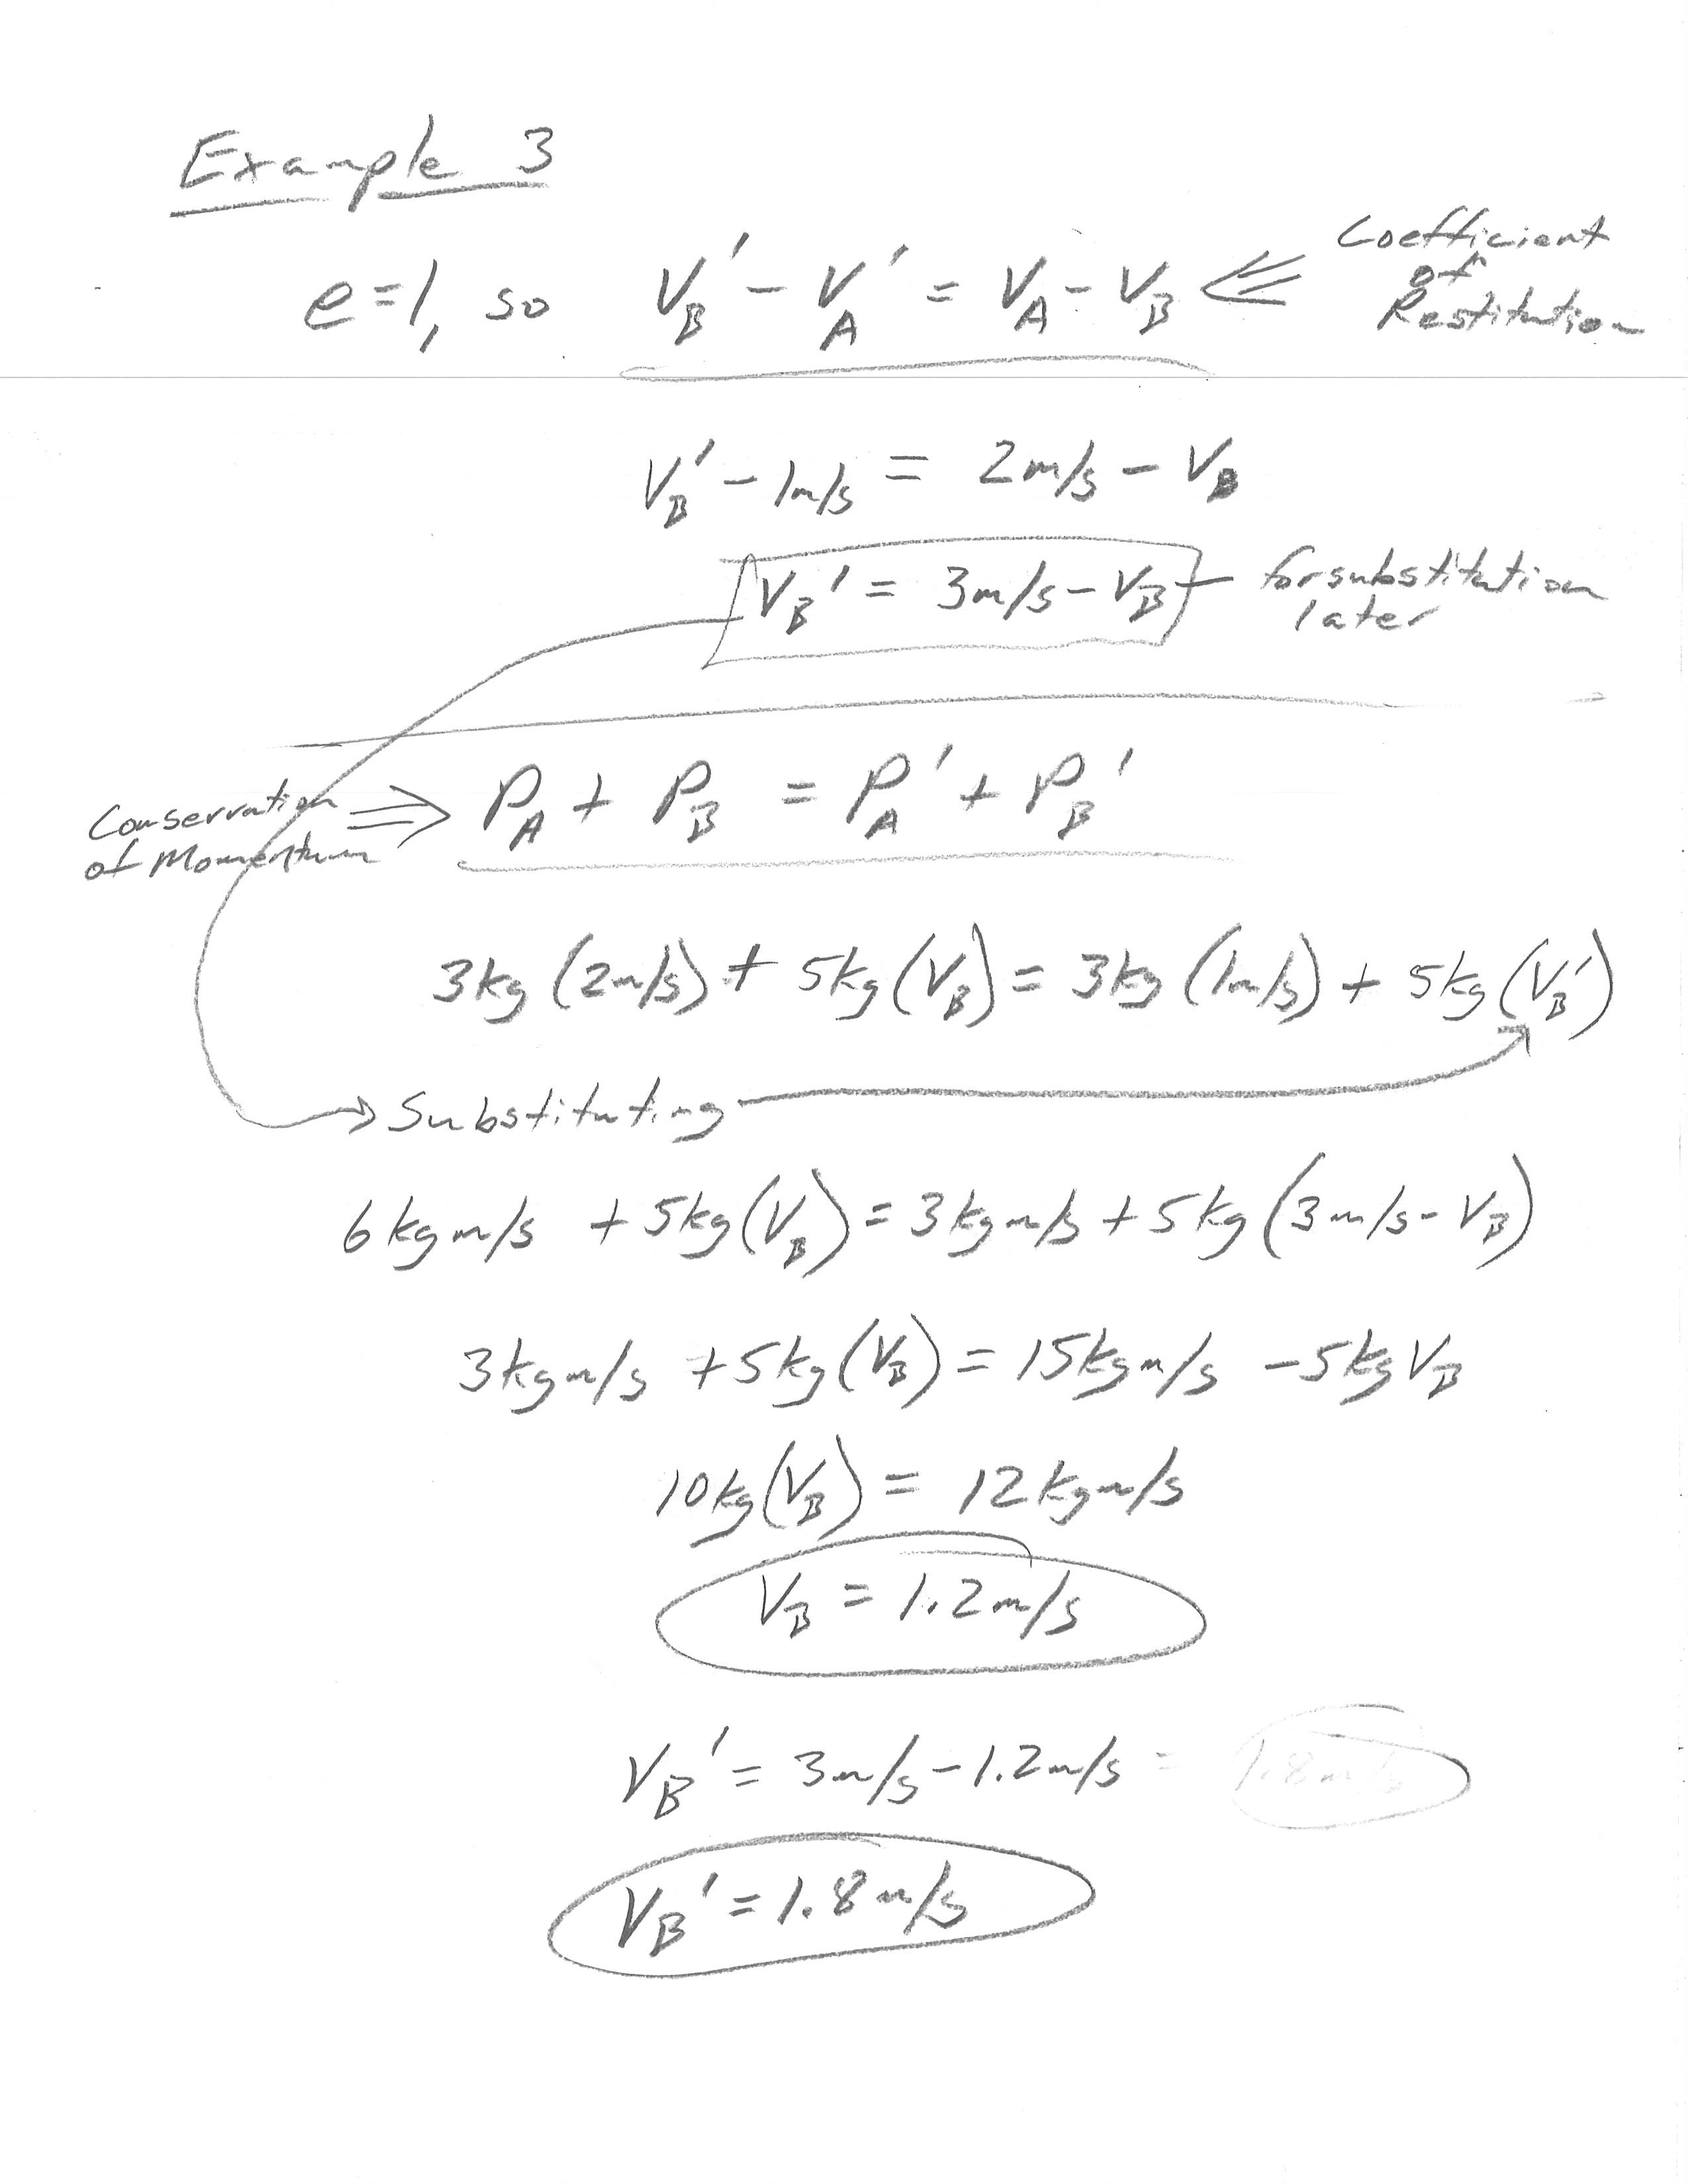 Example 3
e=1, so V_B' - V_A' = V_A - V_B ⇐ Coefficient
of
Restitution
V_B' - 1m/s = 2m/s - V_B
V_B' = 3m/s - V_B - for substitution
later
Conservation
of Momentum ⇒ P_A + P_B = P_A' + P_B'
3kg (2m/s) + 5kg (V_B) = 3kg (1m/s) + 5kg (V_B')
→ Substituting
6kgm/s + 5kg(V_B) = 3kgm/s + 5kg (3m/s - V_B)
3kgm/s + 5kg (V_B) = 15kgm/s - 5kg V_B
10kg(V_B) = 12kgm/s
V_B = 1.2m/s
V_B' = 3m/s - 1.2m/s = 1.8m/s
V_B' = 1.8m/s